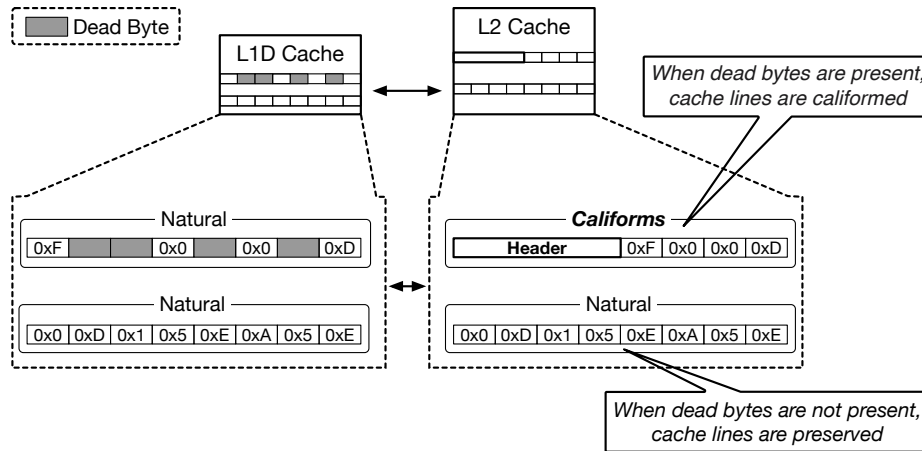 Dead Byte
L1D Cache
L2 Cache
When dead bytes are present,
cache lines are califormed
Natural
0xF 0x0 0x0 0xD
Califorms
Header 0xF 0x0 0x0 0xD
Natural
0x0 0xD 0x1 0x5 0xE 0xA 0x5 0xE
Natural
0x0 0xD 0x1 0x5 0xE 0xA 0x5 0xE
When dead bytes are not present,
cache lines are preserved